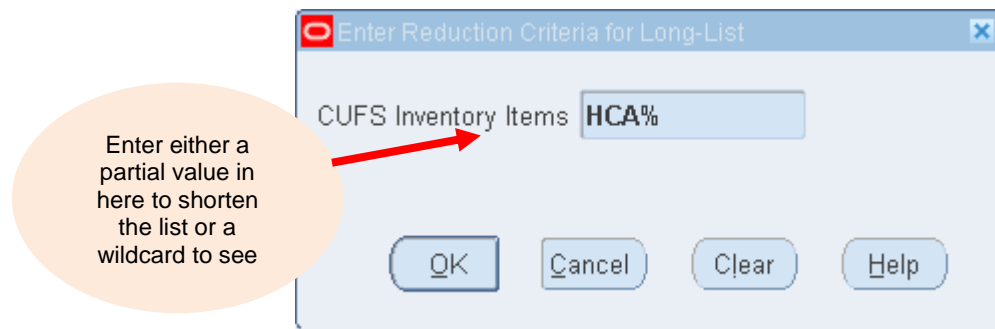 Enter Reduction Criteria for Long-List
CUFS Inventory Items HCA%
Enter either a
partial value in
here to shorten
the list or a
wildcard to see
OK Cancel Clear Help